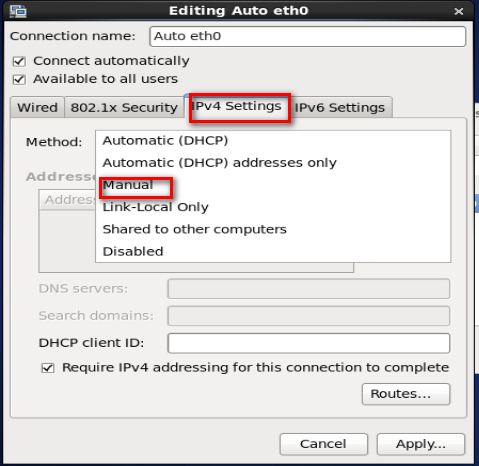 Editing Auto eth0
Connection name: Auto eth0
Connect automatically
Available to all users
Wired 802.1x Security IPv4 Settings IPv6 Settings
Method:
Automatic (DHCP)
Automatic (DHCP) addresses only
Manual
Link-Local Only
Shared to other computers
Disabled
DNS servers:
Search domains:
DHCP client ID:
Require IPv4 addressing for this connection to complete
Routes...
Cancel Apply...